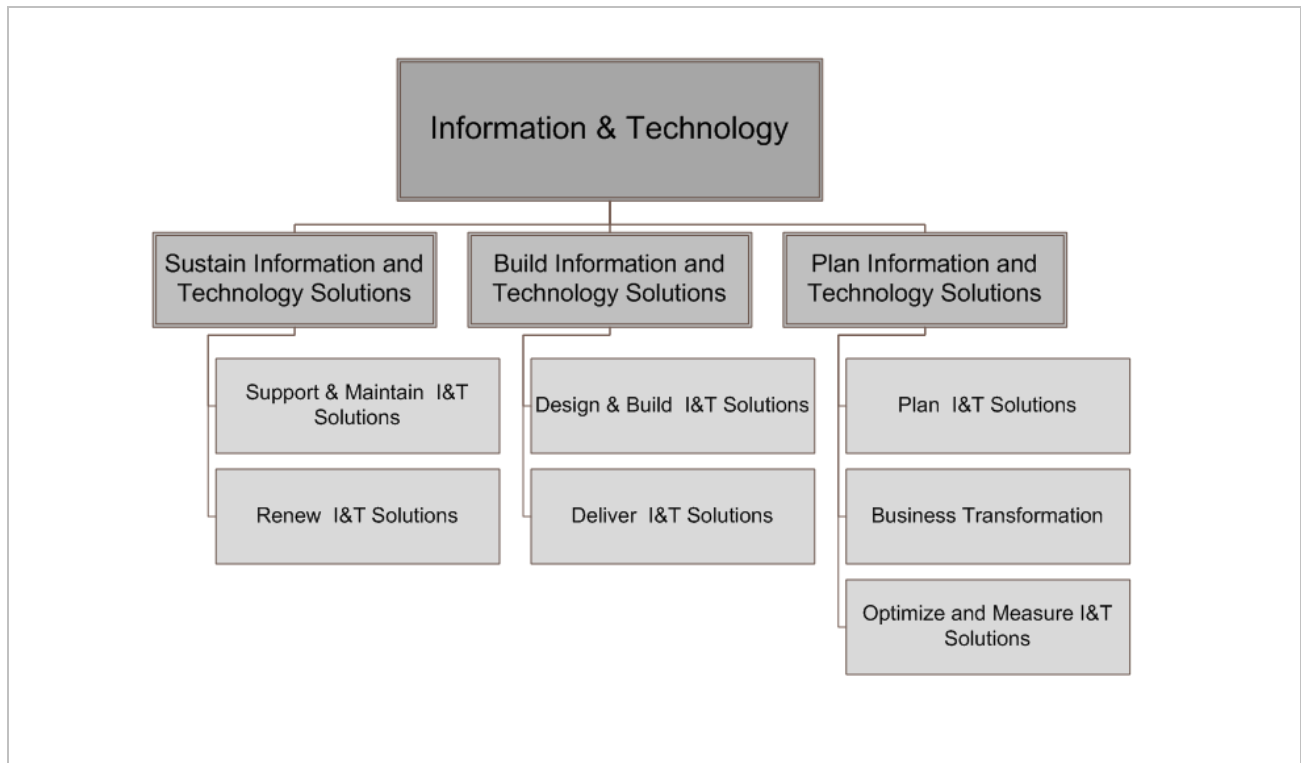 Information & Technology
Sustain Information and
Technology Solutions
Build Information and
Technology Solutions
Plan Information and
Technology Solutions
Support & Maintain  I&T
Solutions
Design & Build  I&T Solutions
Plan  I&T Solutions
Renew  I&T Solutions
Deliver  I&T Solutions
Business Transformation
Optimize and Measure I&T
Solutions